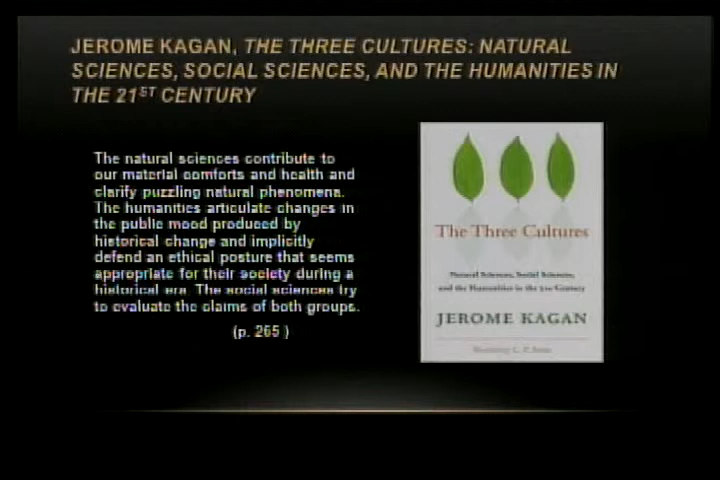 JEROME KAGAN, THE THREE CULTURES: NATURAL
SCIENCES, SOCIAL SCIENCES, AND THE HUMANITIES IN
THE 21ST CENTURY
The natural sciences contribute to
our material comforts and health and
clarify puzzling natural phenomena.
The humanities articulate changes in
the public mood produced by
historical change and implicitly
defend an ethical posture that seems
appropriate for their society during a
historical era. The social sciences try
to evaluate the claims of both groups.
(p. 265 )
The Three Cultures
Natural Sciences, Social Sciences,
and the Humanities in the 21st Century
JEROME KAGAN